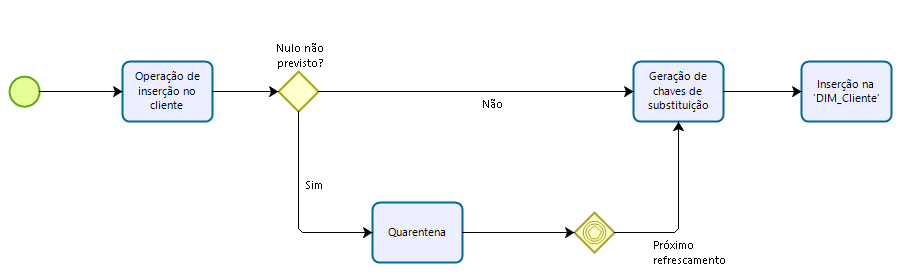 Nulo não
previsto?
Operação de
inserção no
cliente
Geração de
chaves de
substituição
Inserção na
'DIM_Cliente'
Não
Sim
Quarentena
Próximo
refrescamento